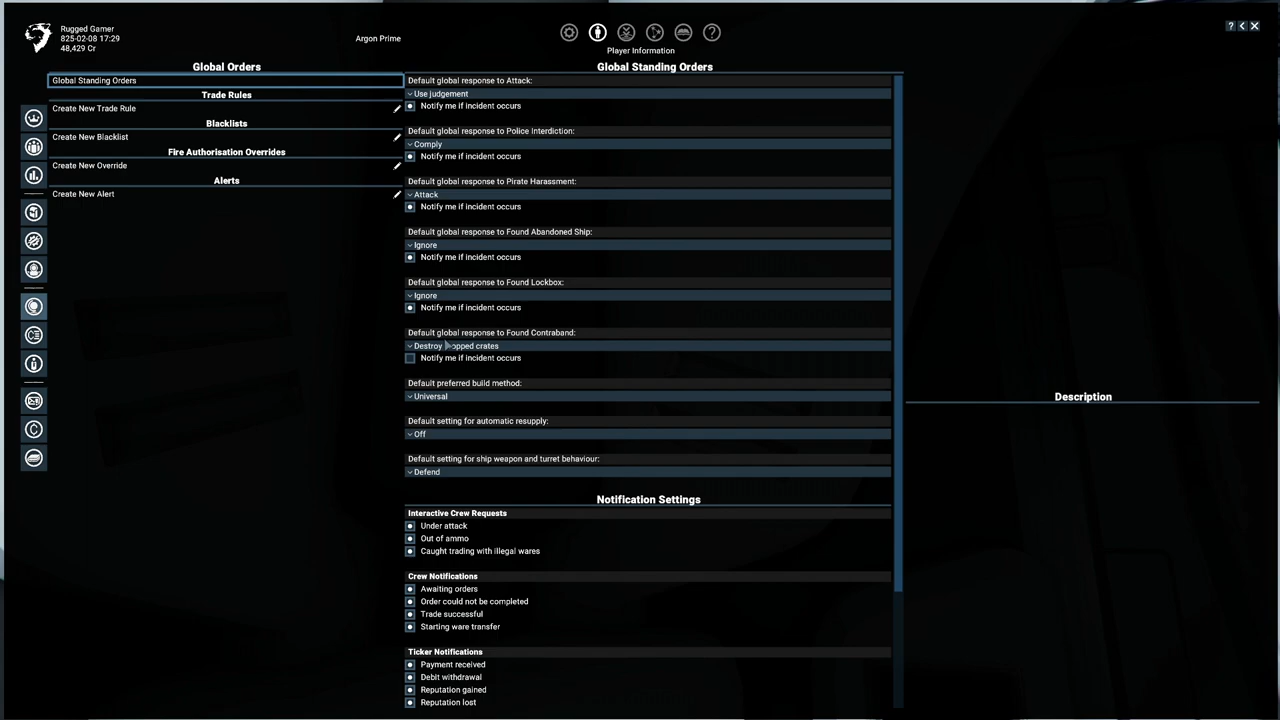 Rugged Gamer
825-02-08 17:29
48,429 Cr
Argon Prime
Player Information
Global Orders
Global Standing Orders
Trade Rules
Create New Trade Rule
Blacklists
Create New Blacklist
Fire Authorisation Overrides
Create New Override
Alerts
Create New Alert
Global Standing Orders
Default global response to Attack:
Use judgement
Notify me if incident occurs
Default global response to Police Interdiction:
Comply
Notify me if incident occurs
Default global response to Pirate Harassment:
Attack
Notify me if incident occurs
Default global response to Found Abandoned Ship:
Ignore
Notify me if incident occurs
Default global response to Found Lockbox:
Ignore
Notify me if incident occurs
Default global response to Found Contraband:
Destroy dropped crates
Notify me if incident occurs
Default preferred build method:
Universal
Default setting for automatic resupply:
Off
Default setting for ship weapon and turret behaviour:
Defend
Notification Settings
Interactive Crew Requests
Under attack
Out of ammo
Caught trading with illegal wares
Crew Notifications
Awaiting orders
Order could not be completed
Trade successful
Starting ware transfer
Ticker Notifications
Payment received
Debit withdrawal
Reputation gained
Reputation lost
Description